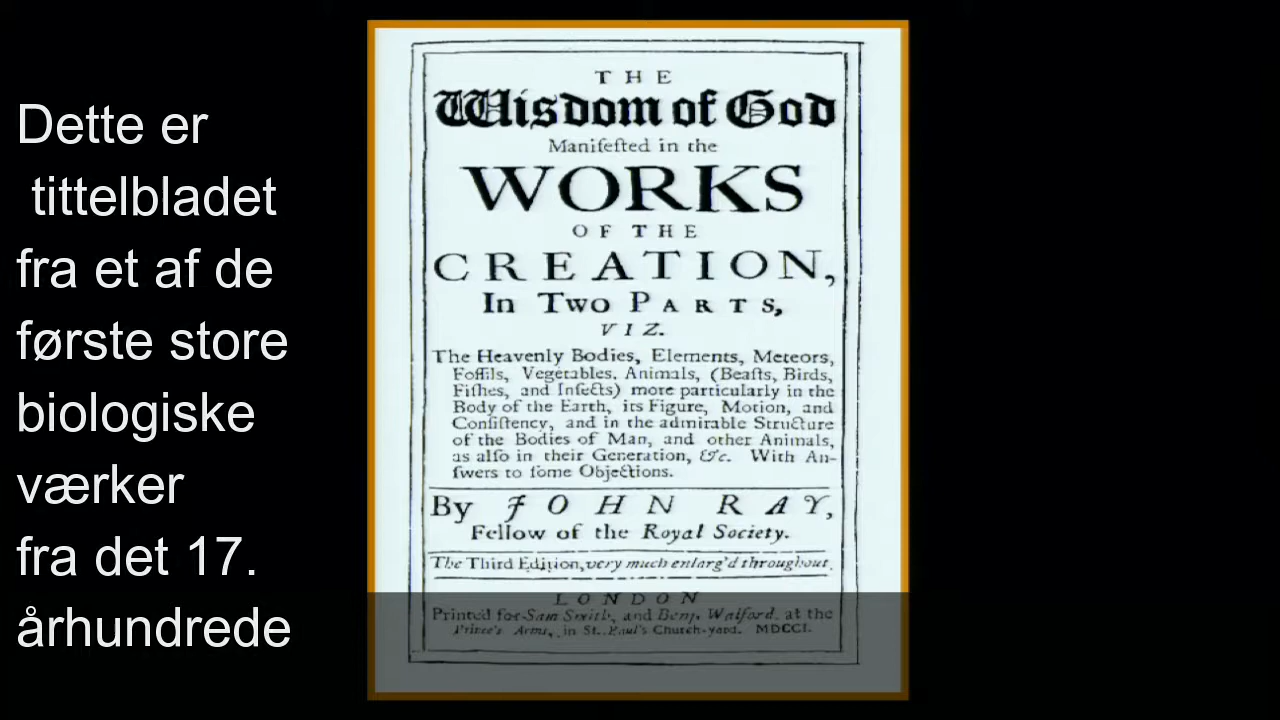 Dette er
tittelbladet
fra et af de
første store
biologiske
værker
fra det 17.
århundrede
THE
Wisdom of God
Manifeſted in the
WORKS
OF THE
CREATION,
In Two PARTS,
VIZ.
The Heavenly Bodies, Elements, Meteors,
Foſſils, Vegetables, Animals, (Beaſts, Birds,
Fiſhes, and Inſects) more particularly in the
Body of the Earth, its Figure, Motion, and
Conſiſtency, and in the admirable Structure
of the Bodies of Man, and other Animals,
as alſo in their Generation, &c. With An-
ſwers to ſome Objections.
By JOHN RAY,
Fellow of the Royal Society.
The Third Edition, very much enlarg'd throughout.
LONDON
Printed for Sam Smith, and Benj. Walford, at the
Prince's Arms, in St. Paul's Church-yard. MDCCI.